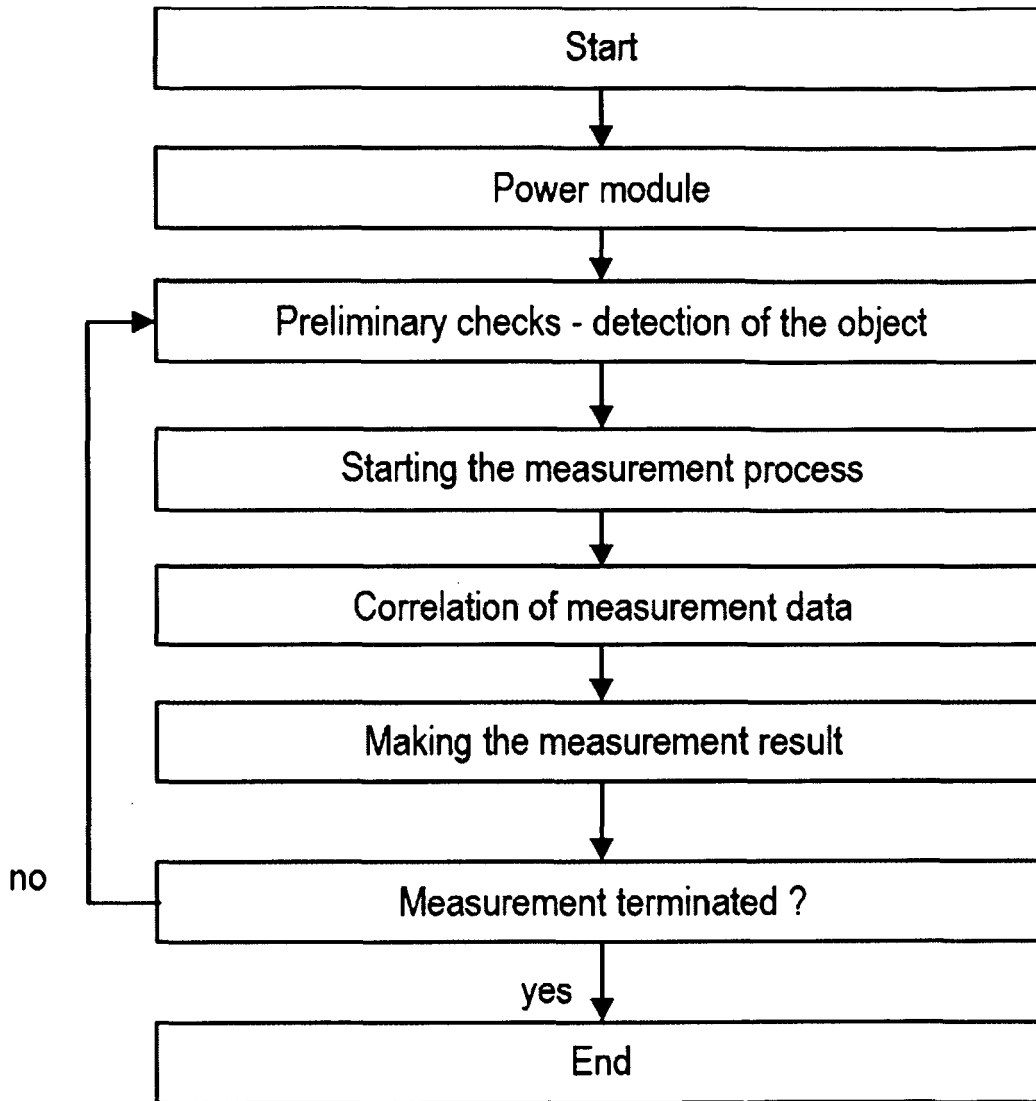 Start
Power module
Preliminary checks - detection of the object
Starting the measurement process
Correlation of measurement data
Making the measurement result
no
Measurement terminated ?
yes
End